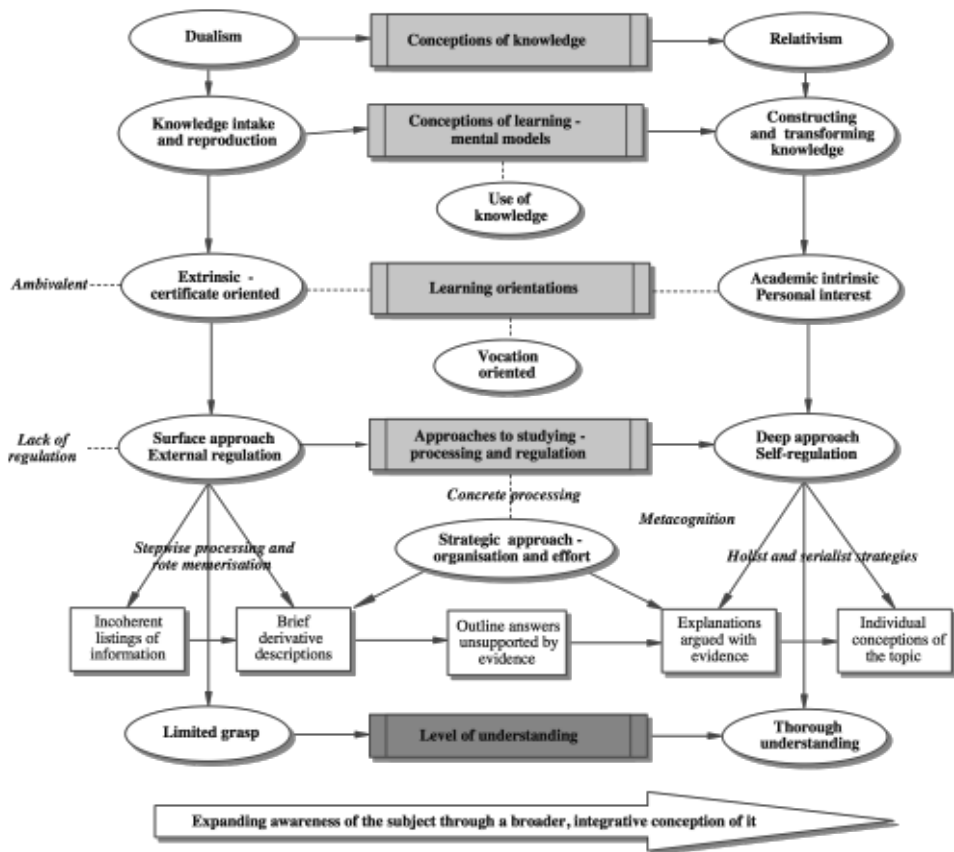 Dualism
Conceptions of knowledge
Relativism
Knowledge intake
and reproduction
Conceptions of learning -
mental models
Constructing
and transforming
knowledge
Use of
knowledge
Ambivalent
Extrinsic -
certificate oriented
Learning orientations
Academic intrinsic
Personal interest
Vocation
oriented
Lack of
regulation
Surface approach
External regulation
Approaches to studying -
processing and regulation
Deep approach
Self-regulation
Concrete processing
Metacognition
Stepwise processing and
rote memerisation
Strategic approach -
organisation and effort
Holist and serialist strategies
Incoherent
listings of
information
Brief
derivative
descriptions
Outline answers
unsupported by
evidence
Explanations
argued with
evidence
Individual
conceptions of
the topic
Limited grasp
Level of understanding
Thorough
understanding
Expanding awareness of the subject through a broader, integrative conception of it